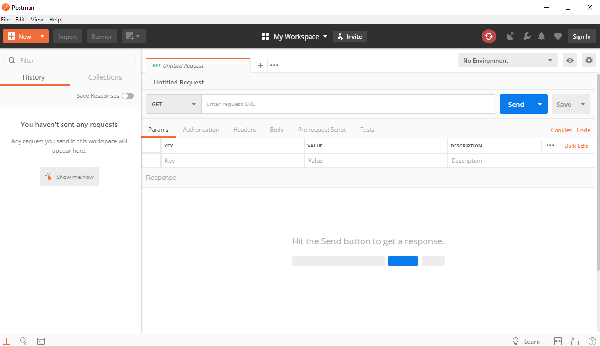 Postman
File Edit View Help
New Import Runner My Workspace Invite Sign In
Filter
History Collections
Save Responses
You haven't sent any requests
Any request you send in this workspace will
appear here.
Show me how
GET Untitled Request
No Environment
Untitled Request
GET Enter request URL Send Save
Params Authorization Headers Body Pre-request Script Tests Cookies Code
KEY VALUE DESCRIPTION Bulk Edit
Key Value Description
Response
Hit the Send button to get a response.
Learn